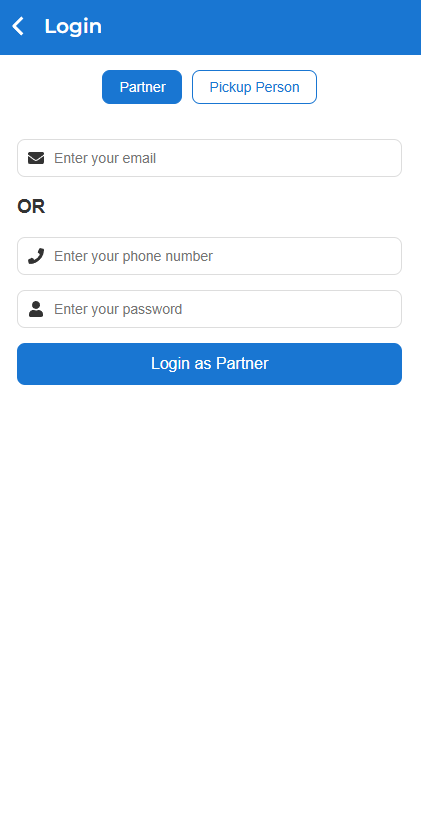 Login
Partner Pickup Person
Enter your email
OR
Enter your phone number
Enter your password
Login as Partner